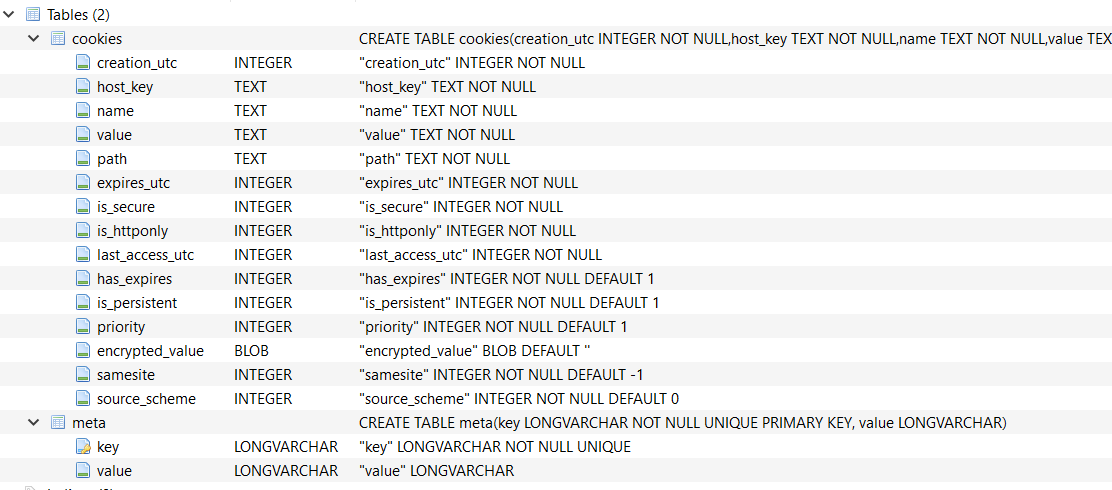 Tables (2)
cookies CREATE TABLE cookies(creation_utc INTEGER NOT NULL,host_key TEXT NOT NULL,name TEXT NOT NULL,value TEX
creation_utc INTEGER "creation_utc" INTEGER NOT NULL
host_key TEXT "host_key" TEXT NOT NULL
name TEXT "name" TEXT NOT NULL
value TEXT "value" TEXT NOT NULL
path TEXT "path" TEXT NOT NULL
expires_utc INTEGER "expires_utc" INTEGER NOT NULL
is_secure INTEGER "is_secure" INTEGER NOT NULL
is_httponly INTEGER "is_httponly" INTEGER NOT NULL
last_access_utc INTEGER "last_access_utc" INTEGER NOT NULL
has_expires INTEGER "has_expires" INTEGER NOT NULL DEFAULT 1
is_persistent INTEGER "is_persistent" INTEGER NOT NULL DEFAULT 1
priority INTEGER "priority" INTEGER NOT NULL DEFAULT 1
encrypted_value BLOB "encrypted_value" BLOB DEFAULT ''
samesite INTEGER "samesite" INTEGER NOT NULL DEFAULT -1
source_scheme INTEGER "source_scheme" INTEGER NOT NULL DEFAULT 0
meta CREATE TABLE meta(key LONGVARCHAR NOT NULL UNIQUE PRIMARY KEY, value LONGVARCHAR)
key LONGVARCHAR "key" LONGVARCHAR NOT NULL UNIQUE
value LONGVARCHAR "value" LONGVARCHAR